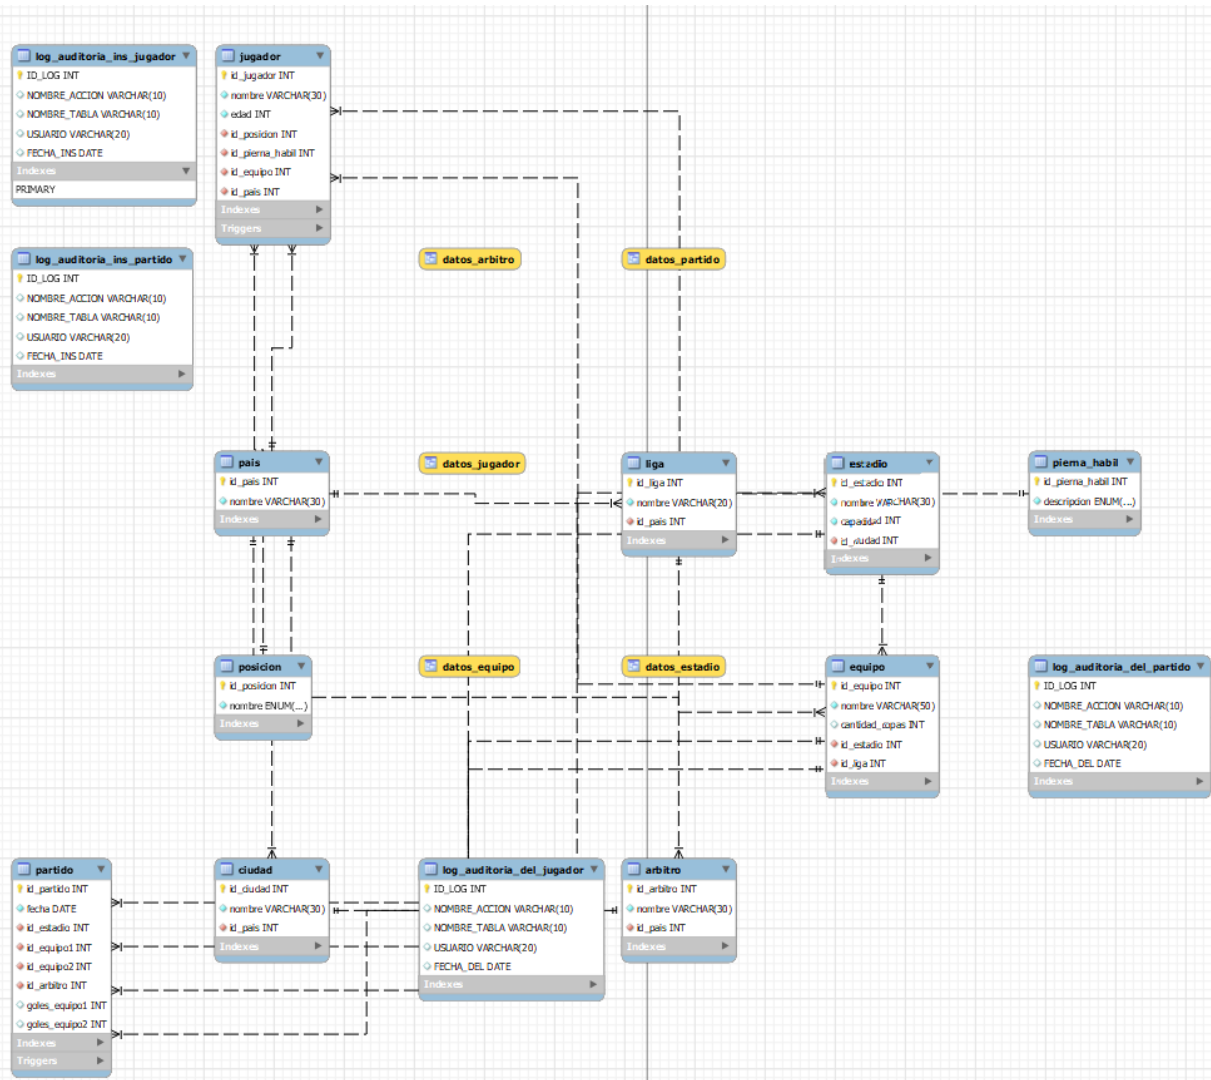 log_auditoria_ins_jugador
ID_LOG INT
NOMBRE_ACCION VARCHAR(10)
NOMBRE_TABLA VARCHAR(10)
USUARIO VARCHAR(20)
FECHA_INS DATE
Indexes
PRIMARY
jugador
id_jugador INT
nombre VARCHAR(30)
edad INT
id_posicion INT
id_pierna_habil INT
id_equipo INT
id_pais INT
Indexes
Triggers
log_auditoria_ins_partido
ID_LOG INT
NOMBRE_ACCION VARCHAR(10)
NOMBRE_TABLA VARCHAR(10)
USUARIO VARCHAR(20)
FECHA_INS DATE
Indexes
datos_arbitro
datos_partido
pais
id_pais INT
nombre VARCHAR(30)
Indexes
datos_jugador
liga
id_liga INT
nombre VARCHAR(20)
id_pais INT
Indexes
estadio
id_estadio INT
nombre VARCHAR(30)
capacidad INT
id_ciudad INT
Indexes
pierna_habil
id_pierna_habil INT
descripcion ENUM(...)
Indexes
posicion
id_posicion INT
nombre ENUM(...)
Indexes
datos_equipo
datos_estadio
equipo
id_equipo INT
nombre VARCHAR(50)
cantidad_copas INT
id_estadio INT
id_liga INT
Indexes
log_auditoria_del_partido
ID_LOG INT
NOMBRE_ACCION VARCHAR(10)
NOMBRE_TABLA VARCHAR(10)
USUARIO VARCHAR(20)
FECHA_DEL DATE
Indexes
partido
id_partido INT
fecha DATE
id_estadio INT
id_equipo1 INT
id_equipo2 INT
id_arbitro INT
goles_equipo1 INT
goles_equipo2 INT
Indexes
Triggers
ciudad
id_ciudad INT
nombre VARCHAR(30)
id_pais INT
Indexes
log_auditoria_del_jugador
ID_LOG INT
NOMBRE_ACCION VARCHAR(10)
NOMBRE_TABLA VARCHAR(10)
USUARIO VARCHAR(20)
FECHA_DEL DATE
Indexes
arbitro
id_arbitro INT
nombre VARCHAR(30)
id_pais INT
Indexes